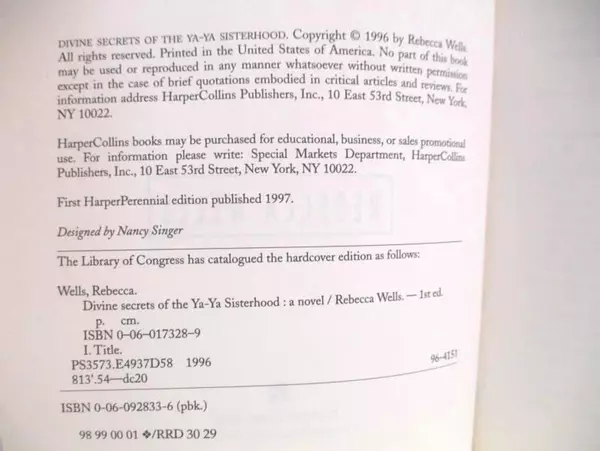 DIVINE SECRETS OF THE YA-YA SISTERHOOD. Copyright © 1996 by Rebecca Wells.
All rights reserved. Printed in the United States of America. No part of this book
may be used or reproduced in any manner whatsoever without written permission
except in the case of brief quotations embodied in critical articles and reviews. For
information address HarperCollins Publishers, Inc., 10 East 53rd Street, New York,
NY 10022.
HarperCollins books may be purchased for educational, business, or sales promotional
use. For information please write: Special Markets Department, HarperCollins
Publishers, Inc., 10 East 53rd Street, New York, NY 10022.
First HarperPerennial edition published 1997.
Designed by Nancy Singer
The Library of Congress has catalogued the hardcover edition as follows:
Wells, Rebecca.
Divine secrets of the Ya-Ya Sisterhood : a novel / Rebecca Wells. — 1st ed.
p. cm.
ISBN 0-06-017328-9
I. Title.
PS3573.E4937D58 1996
813'.54—dc20 96-4151
ISBN 0-06-092833-6 (pbk.)
98 99 00 01 ❖/RRD 30 29